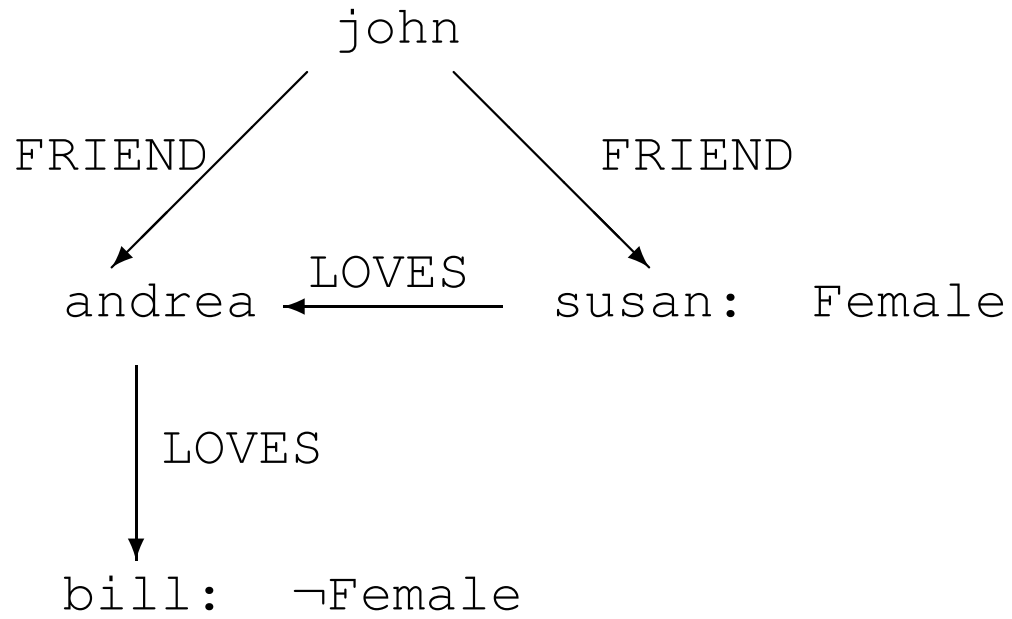 john
FRIEND FRIEND
LOVES
andrea susan: Female
LOVES
bill: ¬Female